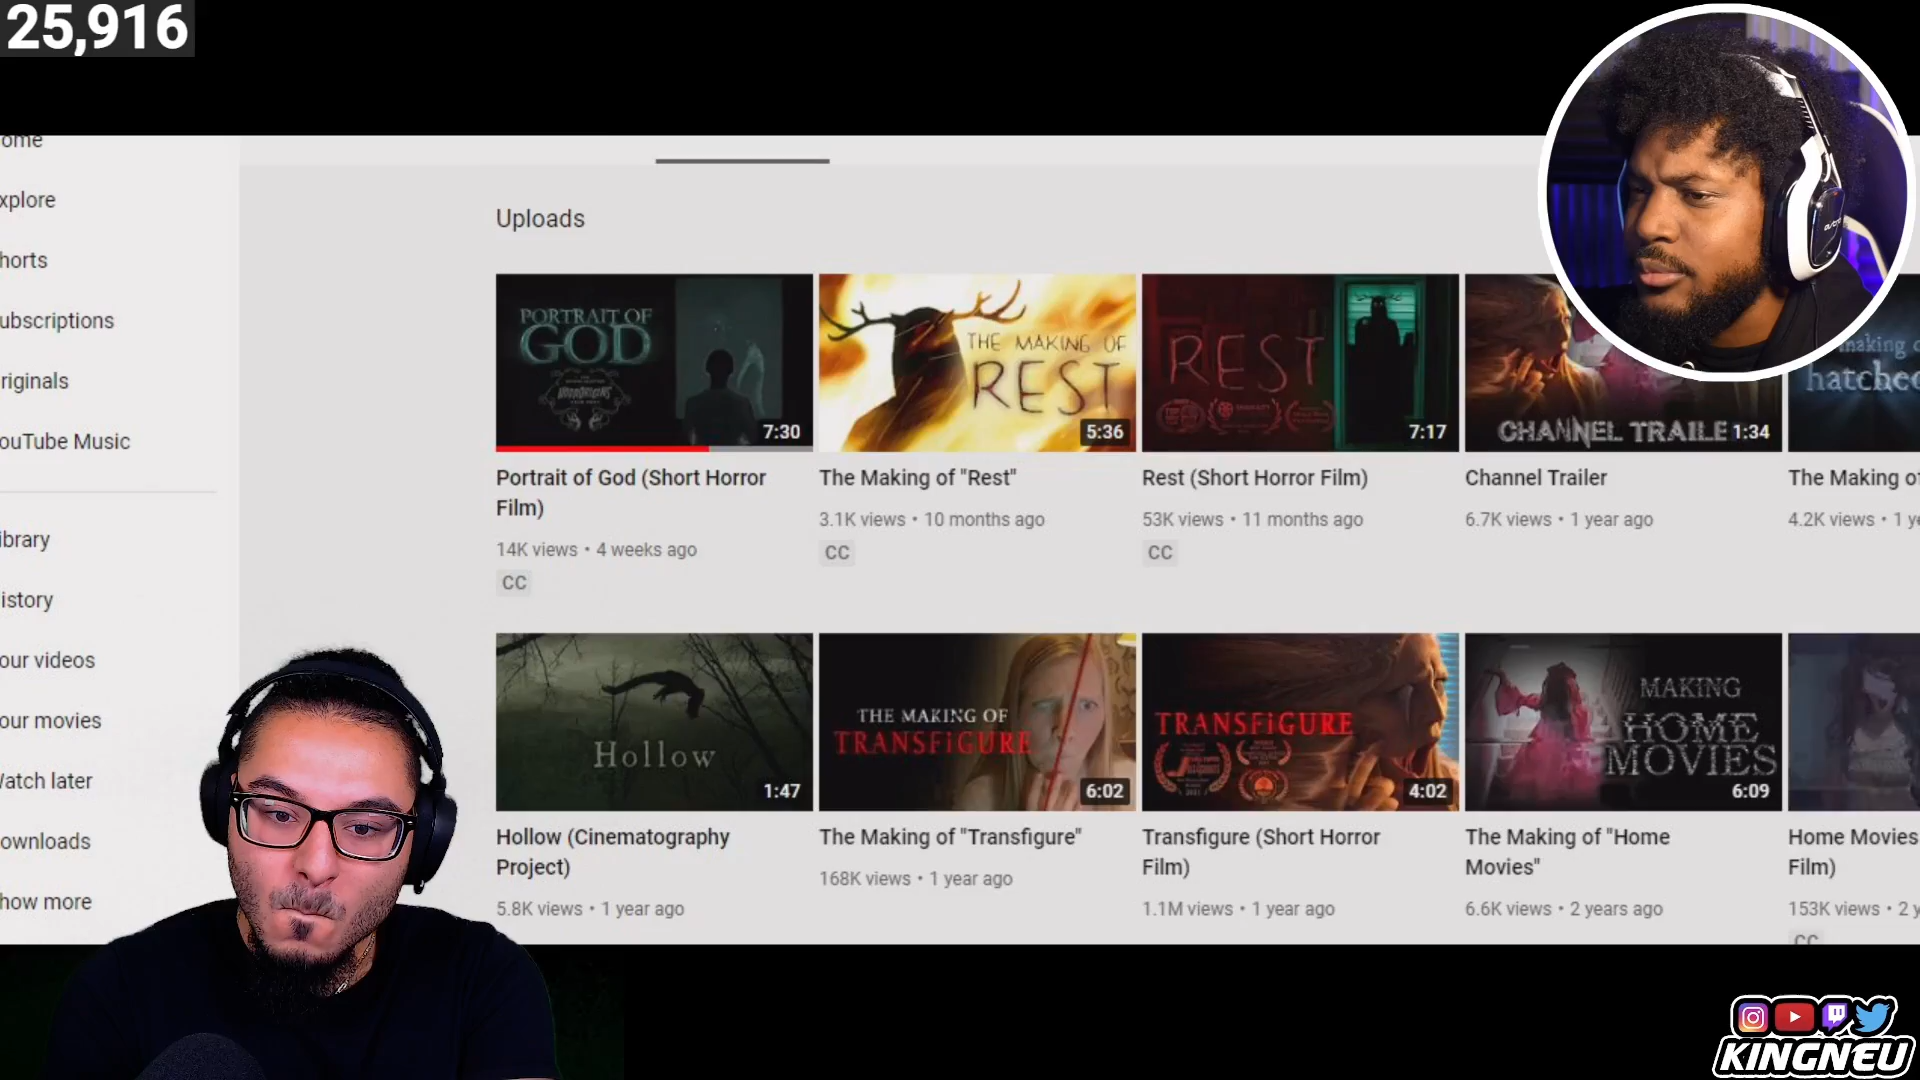 25,916
ome
xplore
horts
ubscriptions
riginals
ouTube Music
ibrary
istory
our videos
our movies
atch later
ownloads
how more
Uploads
PORTRAIT OF
GOD
7:30
THE MAKING OF
REST
5:36
REST
7:17
CHANNEL TRAILE
1:34
making o
hatched
Portrait of God (Short Horror
Film)
14K views • 4 weeks ago
CC
The Making of "Rest"
3.1K views • 10 months ago
CC
Rest (Short Horror Film)
53K views • 11 months ago
CC
Channel Trailer
6.7K views • 1 year ago
The Making of
4.2K views • 1 ye
Hollow
1:47
THE MAKING OF
TRANSFIGURE
6:02
TRANSFIGURE
4:02
MAKING
HOME
MOVIES
6:09
Hollow (Cinematography
Project)
5.8K views • 1 year ago
The Making of "Transfigure"
168K views • 1 year ago
Transfigure (Short Horror
Film)
1.1M views • 1 year ago
The Making of "Home
Movies"
6.6K views • 2 years ago
Home Movies
Film)
153K views • 2 y
CC
KINGNEU